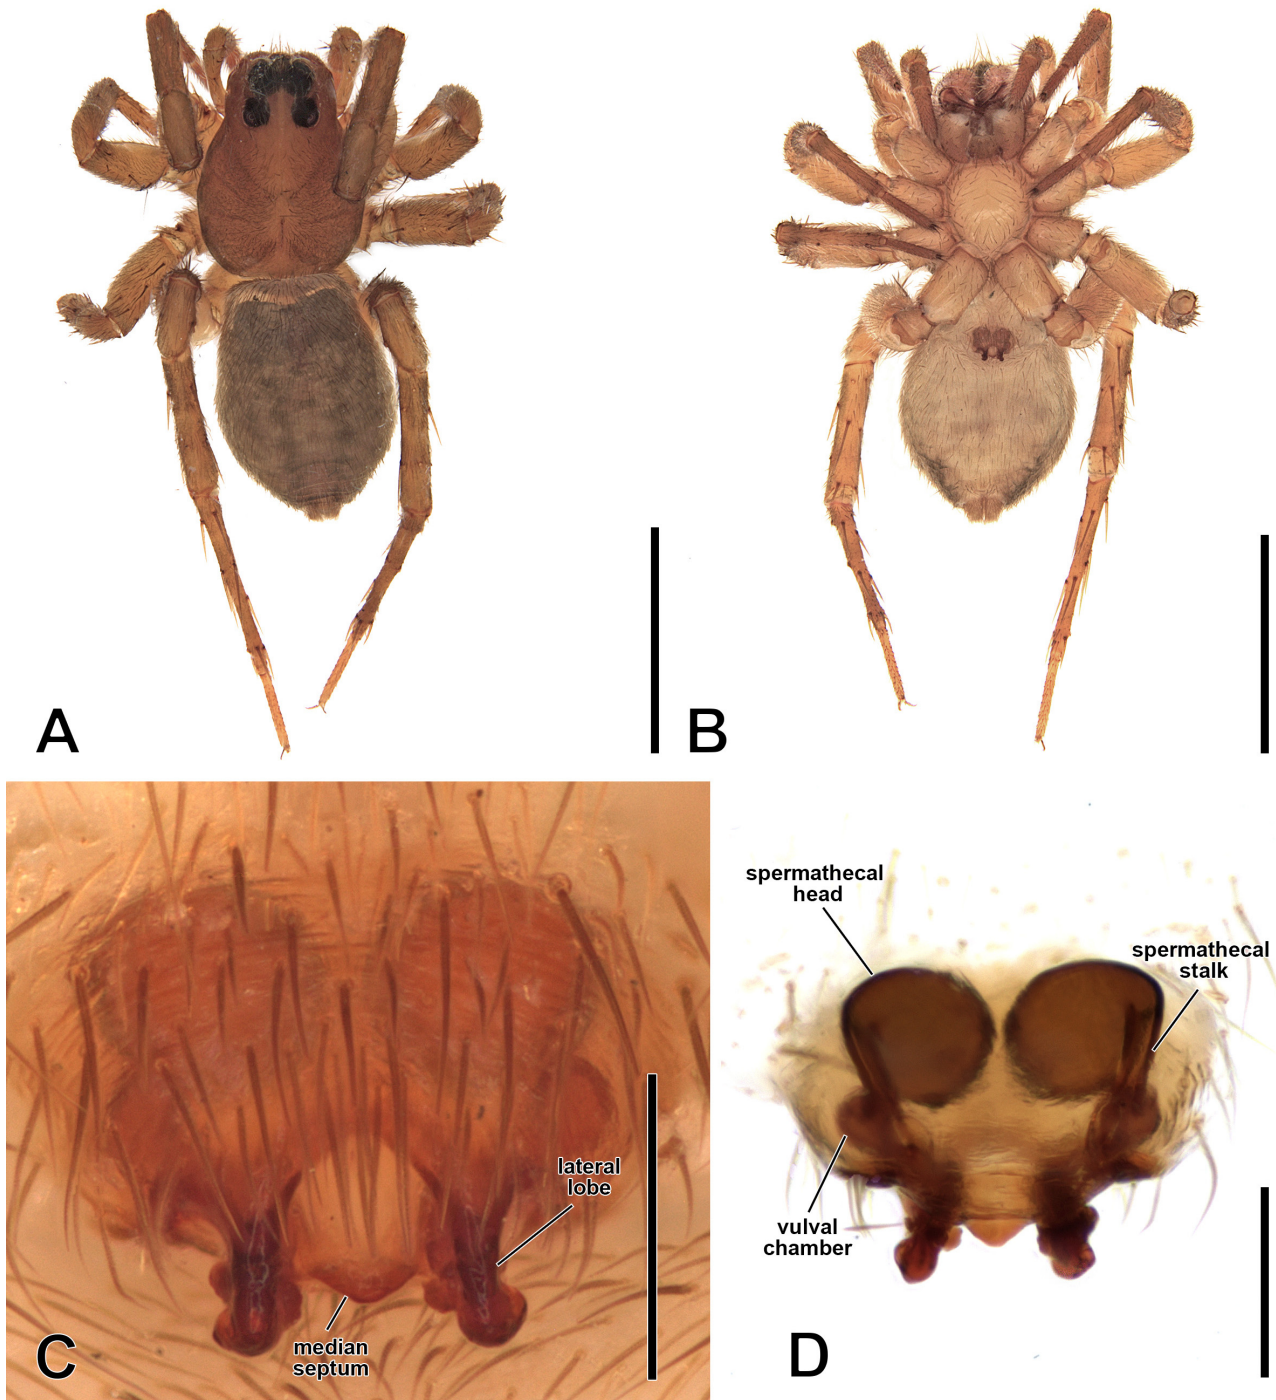 A
B
spermathecal
head
spermathecal
stalk
lateral
lobe
vulval
chamber
median
septum
C
D